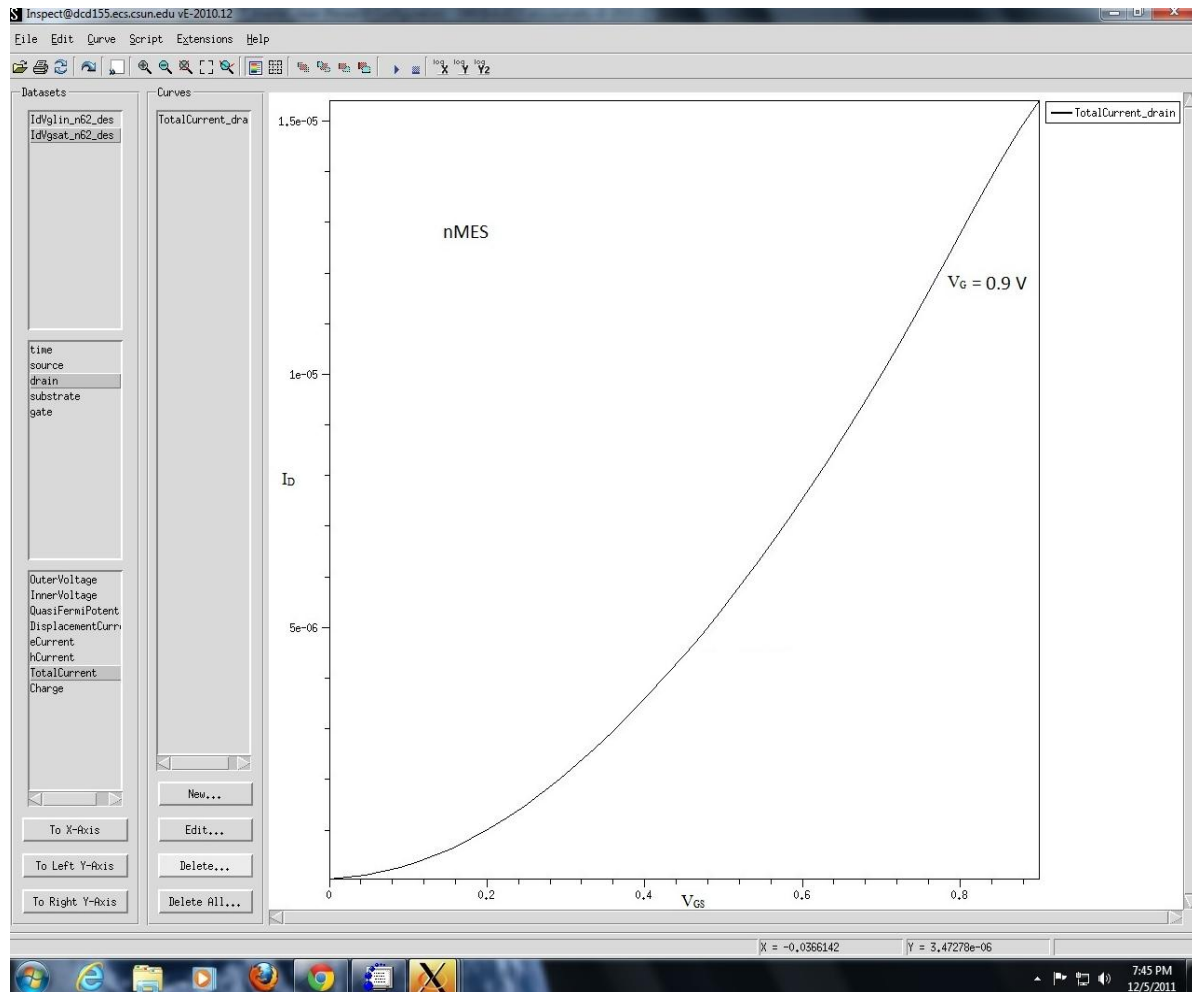 Inspect@dcd155.ecs.csun.edu vE-2010.12
File Edit Curve Script Extensions Help
log X log Y log Y2
Datasets
IdVglin_n62_des
IdVgsat_n62_des
time
source
drain
substrate
gate
OuterVoltage
InnerVoltage
QuasiFermiPotent
DisplacementCurr
eCurrent
hCurrent
TotalCurrent
Charge
To X-Axis
To Left Y-Axis
To Right Y-Axis
Curves
TotalCurrent_dra
New...
Edit...
Delete...
Delete All...
1.5e-05
1e-05
5e-06
ID
nMES
VG = 0.9 V
0 0.2 0.4 0.6 0.8
VGS
TotalCurrent_drain
X = -0.0366142 Y = 3.47278e-06
7:45 PM
12/5/2011